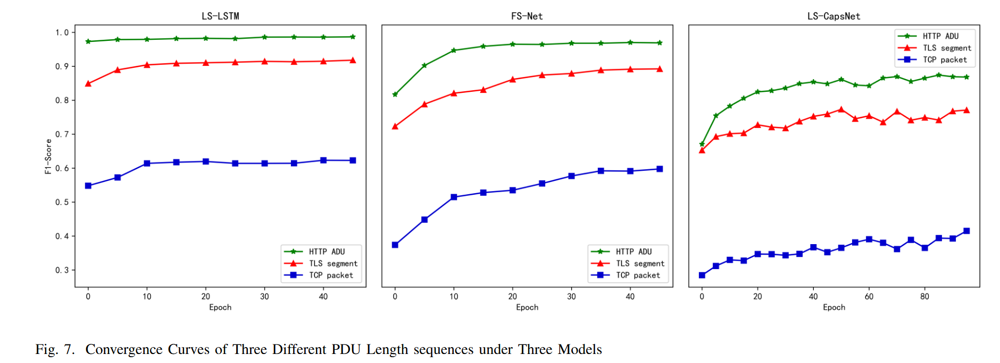 LS-LSTM
FS-Net
LS-CapsNet
F1-Score
1.0
0.9
0.8
0.7
0.6
0.5
0.4
0.3
HTTP ADU
TLS segment
TCP packet
0 10 20 30 40
Epoch
HTTP ADU
TLS segment
TCP packet
0 10 20 30 40
Epoch
HTTP ADU
TLS segment
TCP packet
0 20 40 60 80
Epoch
Fig. 7. Convergence Curves of Three Different PDU Length sequences under Three Models